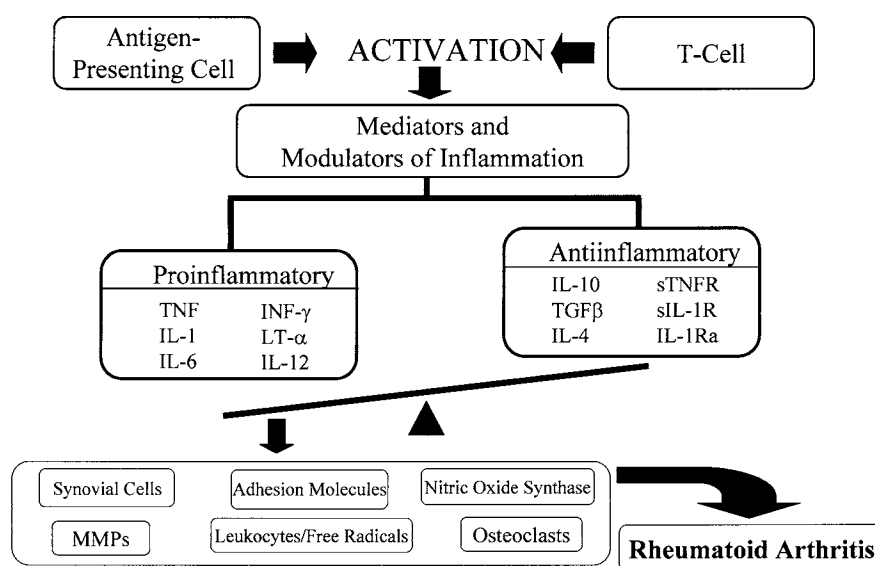 Antigen-
Presenting Cell
ACTIVATION
T-Cell
Mediators and
Modulators of Inflammation
Proinflammatory
TNF INF-γ
IL-1 LT-α
IL-6 IL-12
Antiinflammatory
IL-10 sTNFR
TGFβ sIL-1R
IL-4 IL-1Ra
Synovial Cells
Adhesion Molecules
Nitric Oxide Synthase
MMPs
Leukocytes/Free Radicals
Osteoclasts
Rheumatoid Arthritis